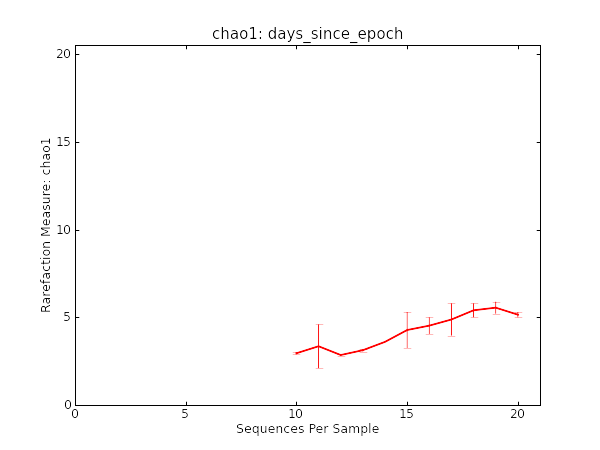 chao1: days_since_epoch
20
15
10
5
0
Rarefaction Measure: chao1
0 5 10 15 20
Sequences Per Sample